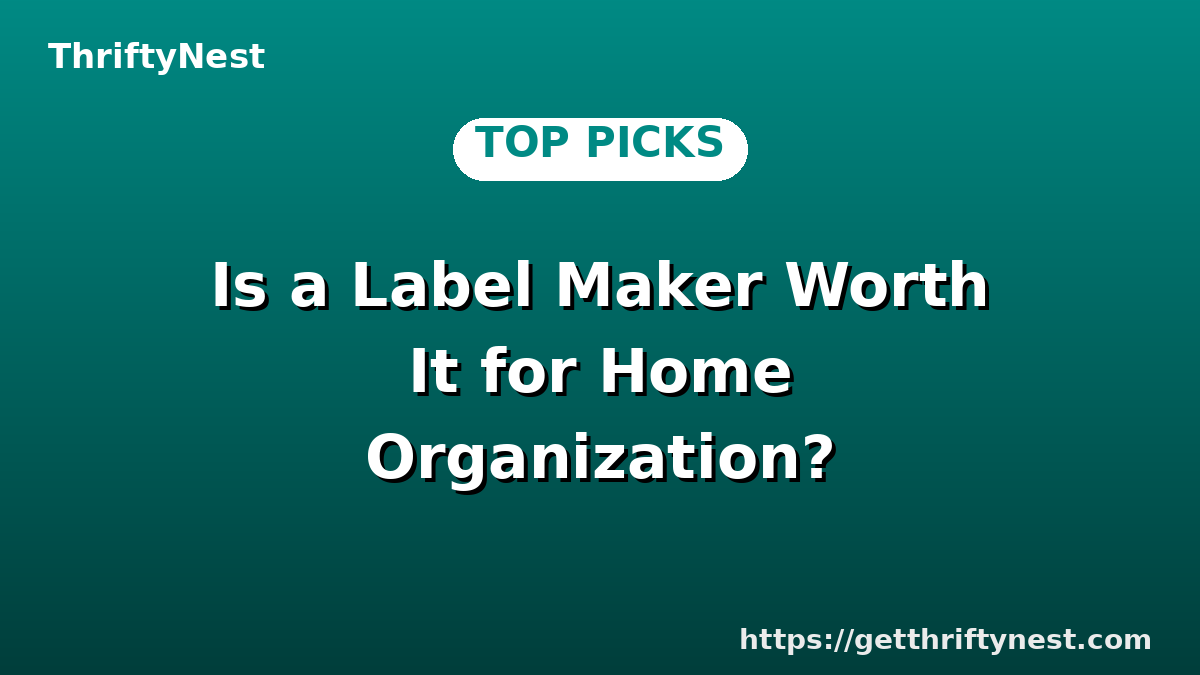 ThriftyNest
TOP PICKS
Is a Label Maker Worth
It for Home
Organization?
https://getthriftynest.com